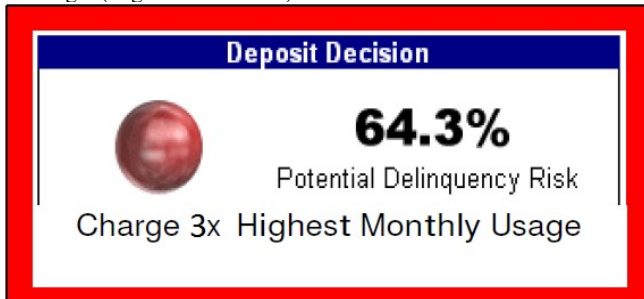 Deposit Decision
64.3%
Potential Delinquency Risk
Charge 3x Highest Monthly Usage